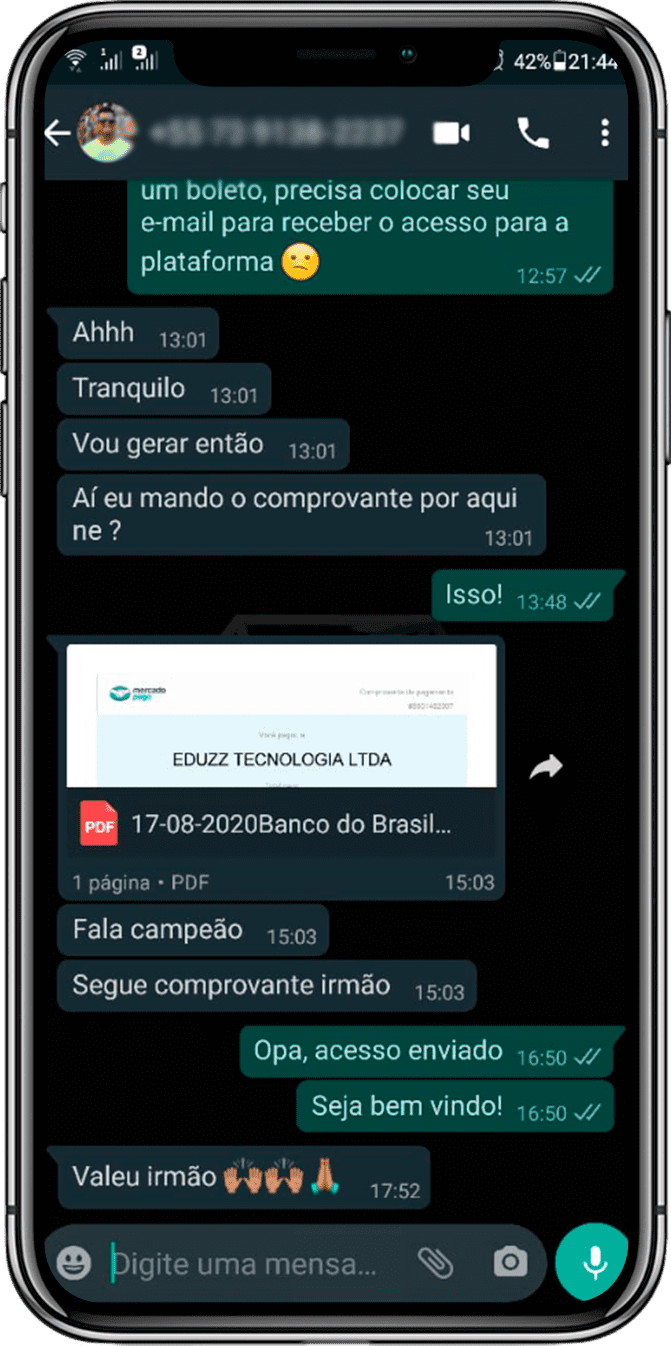 1 2 42% 21:44
um boleto, precisa colocar seu
e-mail para receber o acesso para a
plataforma
12:57
Ahhh 13:01
Tranquilo 13:01
Vou gerar então 13:01
Aí eu mando o comprovante por aqui
ne ? 13:01
Isso! 13:48
mercado
pago
Comprovante de pagamento
EDUZZ TECNOLOGIA LTDA
PDF 17-08-2020Banco do Brasil...
1 página • PDF 15:03
Fala campeão 15:03
Segue comprovante irmão 15:03
Opa, acesso enviado 16:50
Seja bem vindo! 16:50
Valeu irmão 17:52
Digite uma mensa...